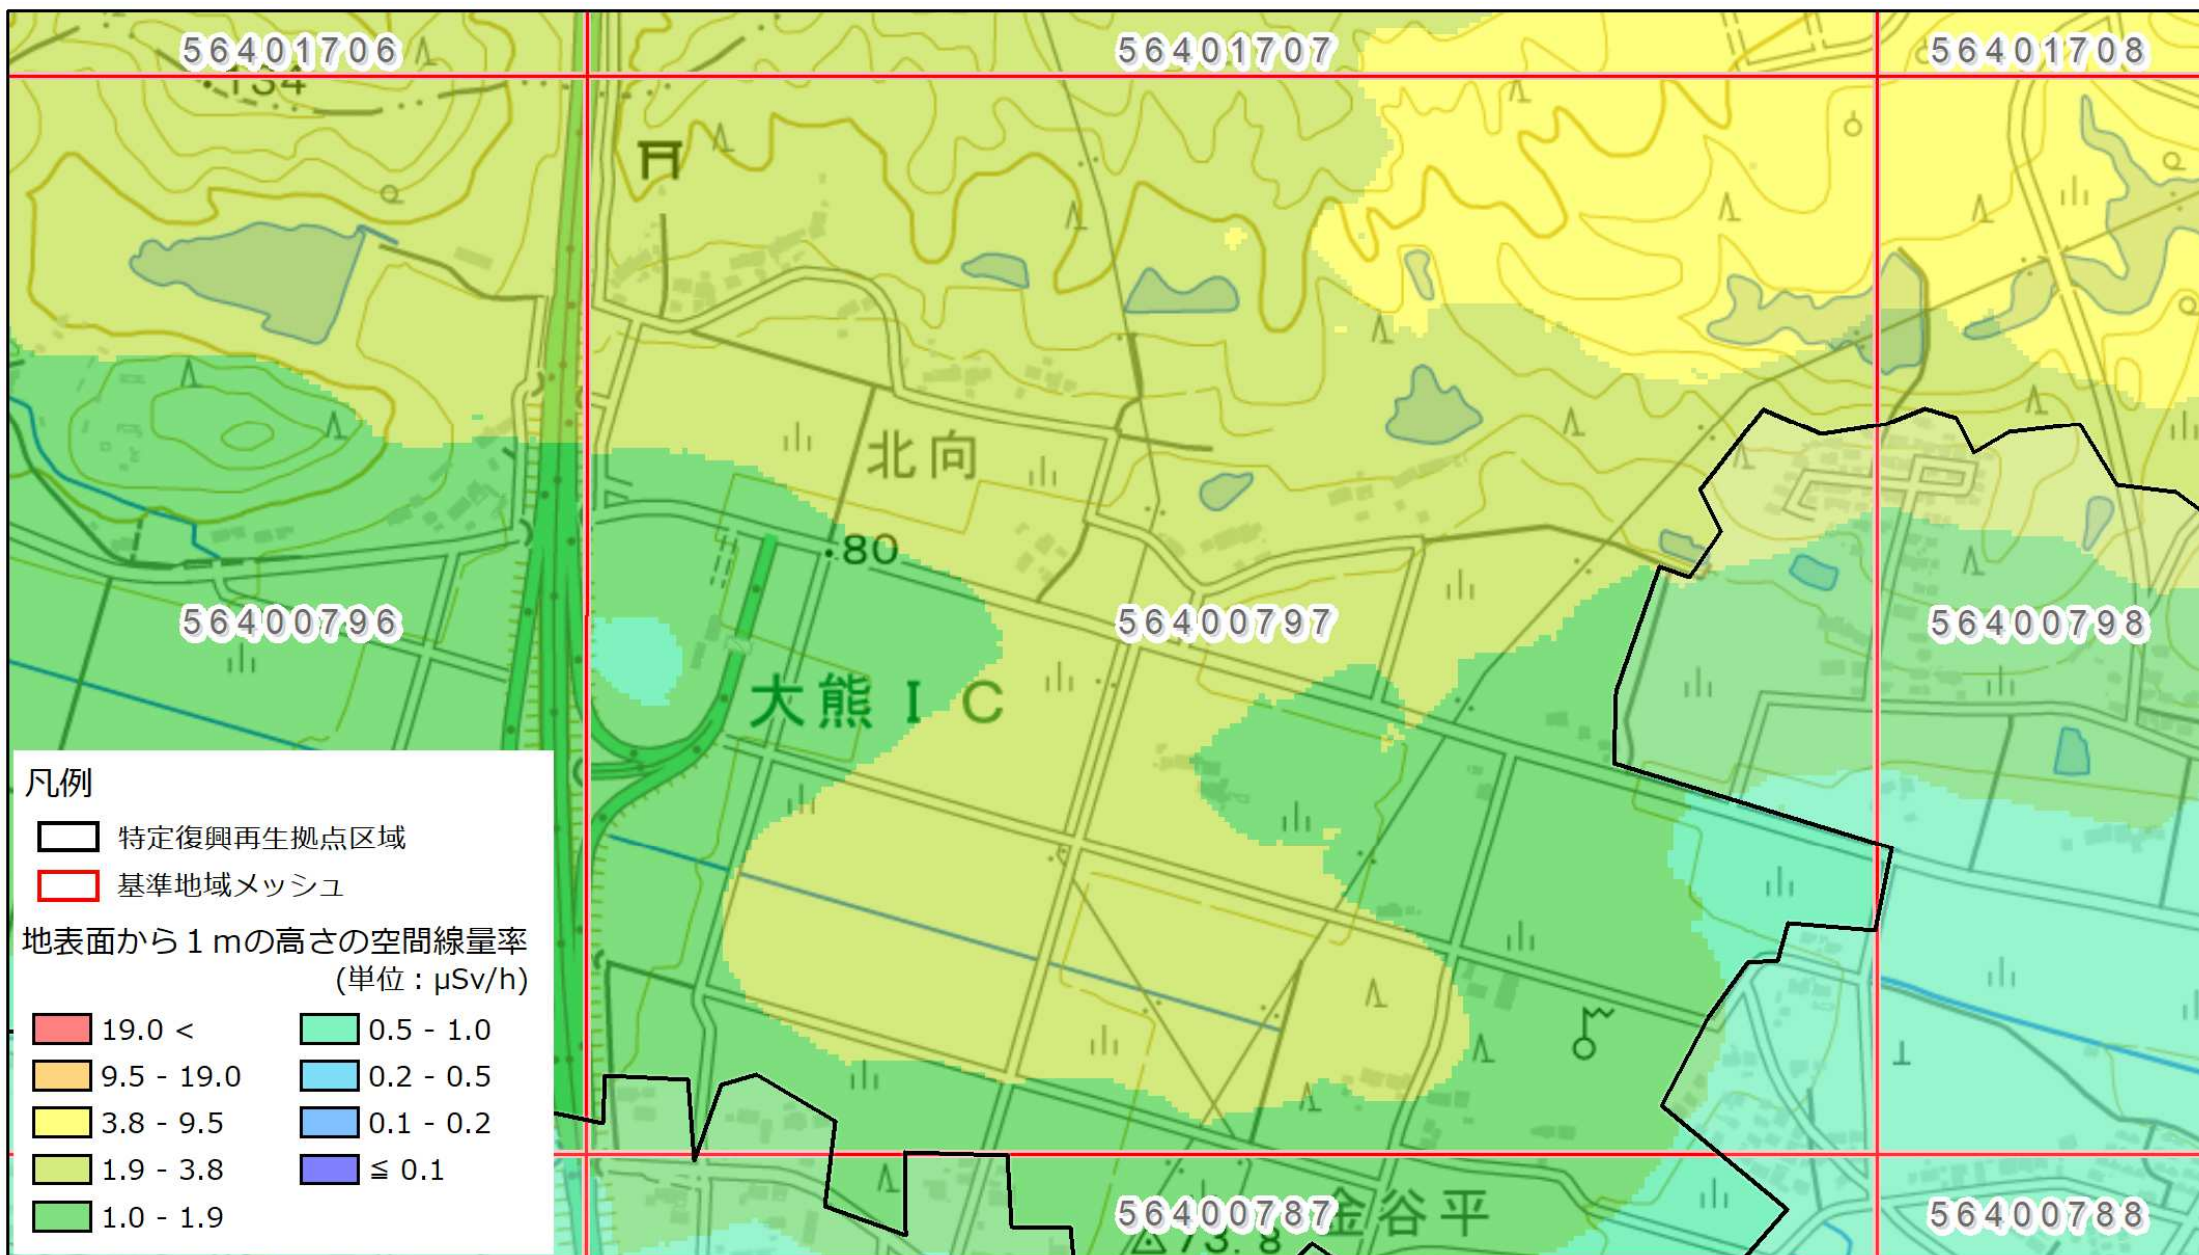 56401706
56401707
56401708
134
北向
80
56400796
56400797
56400798
大熊IC
凡例
特定復興再生拠点区域
基準地域メッシュ
地表面から1mの高さの空間線量率
(単位：μSv/h)
19.0 <
0.5 - 1.0
9.5 - 19.0
0.2 - 0.5
3.8 - 9.5
0.1 - 0.2
1.9 - 3.8
≦ 0.1
1.0 - 1.9
56400787
金谷平
56400788
73.8